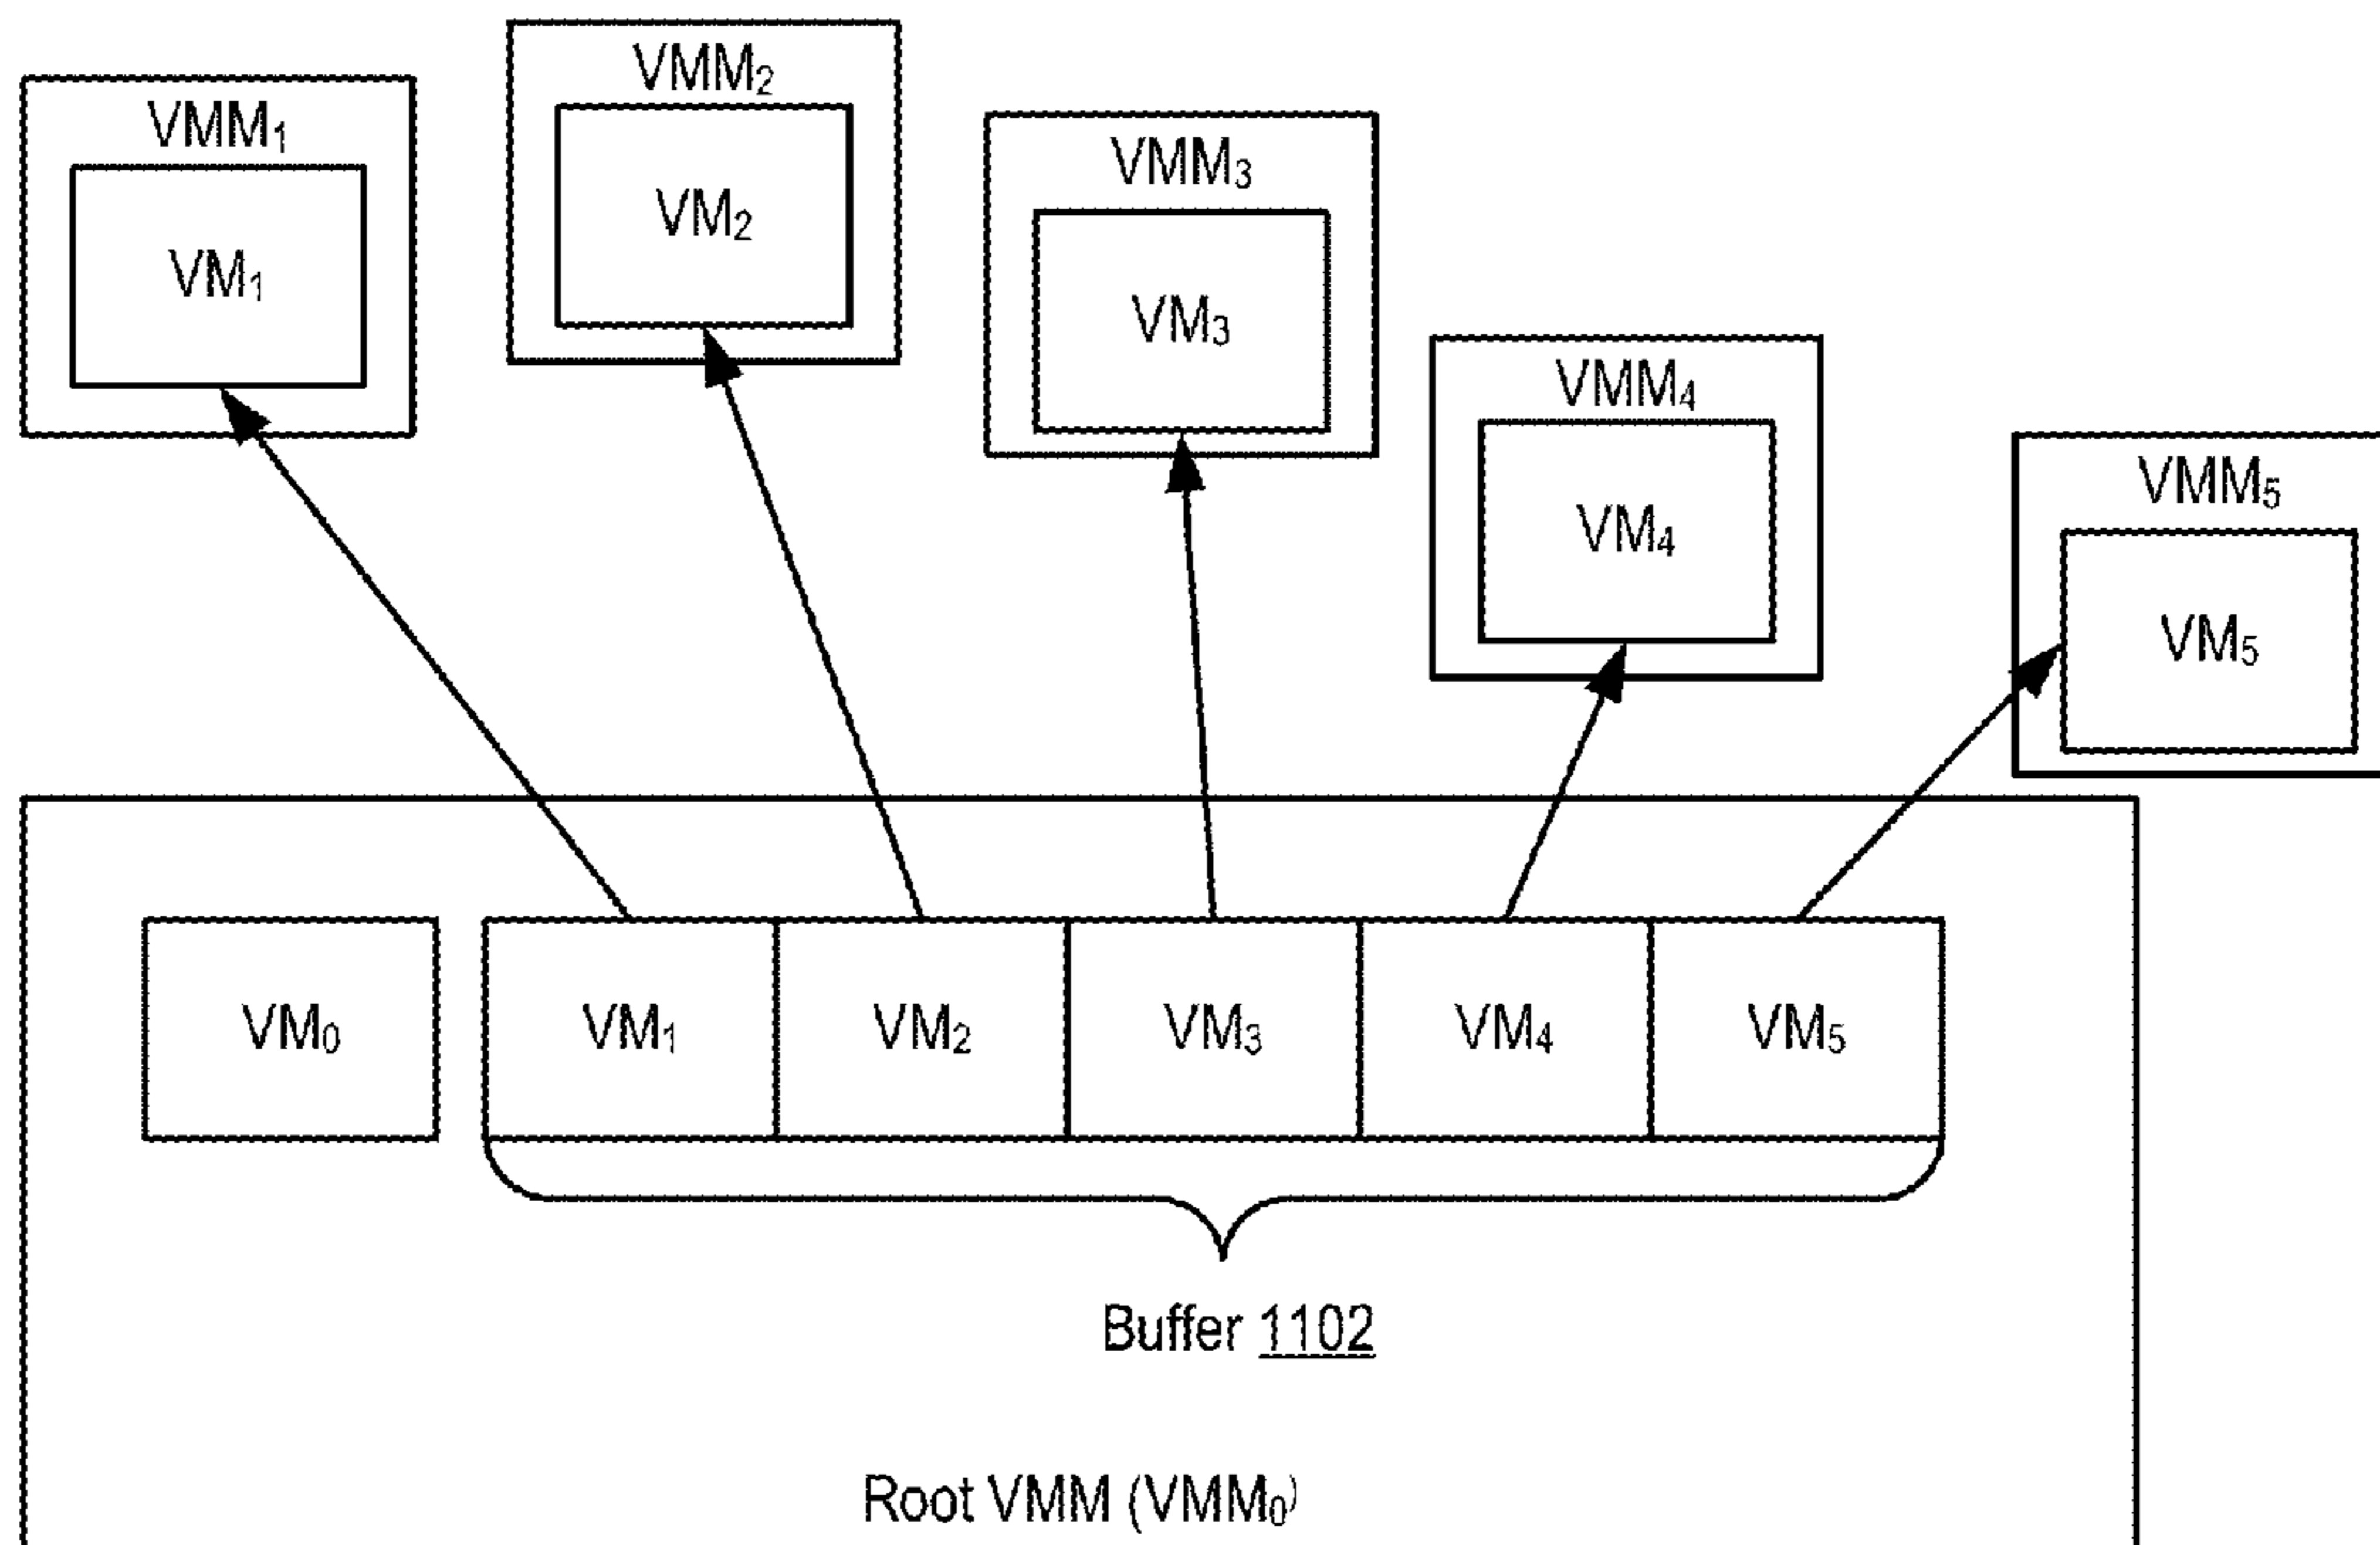 VMM₁
VM₁
VMM₂
VM₂
VMM₃
VM₃
VMM₄
VM₄
VMM₅
VM₅
VM₀ VM₁ VM₂ VM₃ VM₄ VM₅
Buffer 1102
Root VMM (VMM₀)